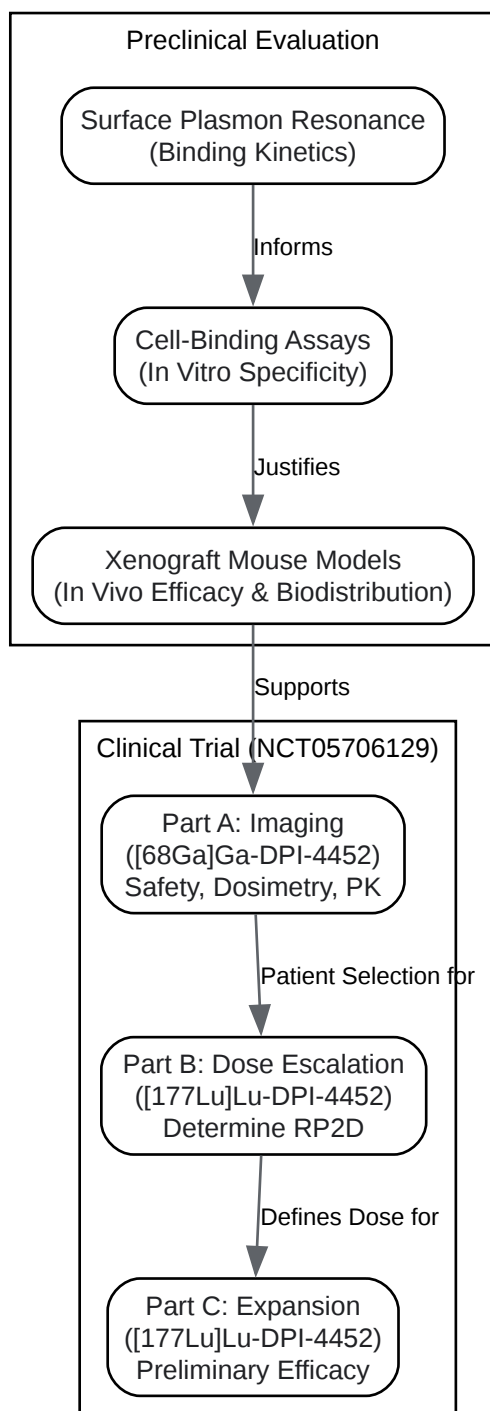 Preclinical Evaluation
Surface Plasmon Resonance
(Binding Kinetics)
Informs
Cell-Binding Assays
(In Vitro Specificity)
Justifies
Xenograft Mouse Models
(In Vivo Efficacy & Biodistribution)
Supports
Clinical Trial (NCT05706129)
Part A: Imaging
([68Ga]Ga-DPI-4452)
Safety, Dosimetry, PK
Patient Selection for
Part B: Dose Escalation
([177Lu]Lu-DPI-4452)
Determine RP2D
Defines Dose for
Part C: Expansion
([177Lu]Lu-DPI-4452)
Preliminary Efficacy